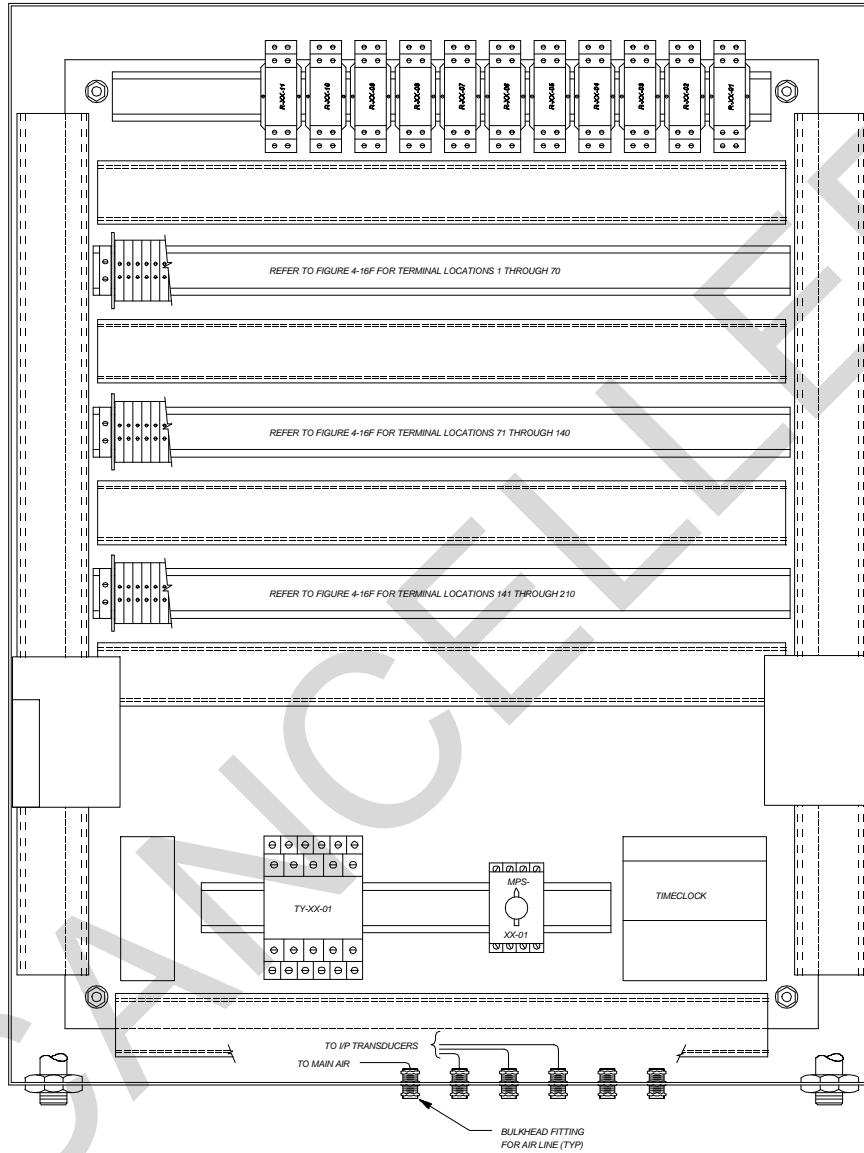 R-XX-11 R-XX-10 R-XX-09 R-XX-08 R-XX-07 R-XX-06 R-XX-05 R-XX-04 R-XX-03 R-XX-02 R-XX-01
REFER TO FIGURE 4-16F FOR TERMINAL LOCATIONS 1 THROUGH 70
REFER TO FIGURE 4-16F FOR TERMINAL LOCATIONS 71 THROUGH 140
REFER TO FIGURE 4-16F FOR TERMINAL LOCATIONS 141 THROUGH 210
TY-XX-01
MPS-
XX-01
TIMECLOCK
TO I/P TRANSDUCERS
TO MAIN AIR
BULKHEAD FITTING
FOR AIR LINE (TYP)
CANCELLE